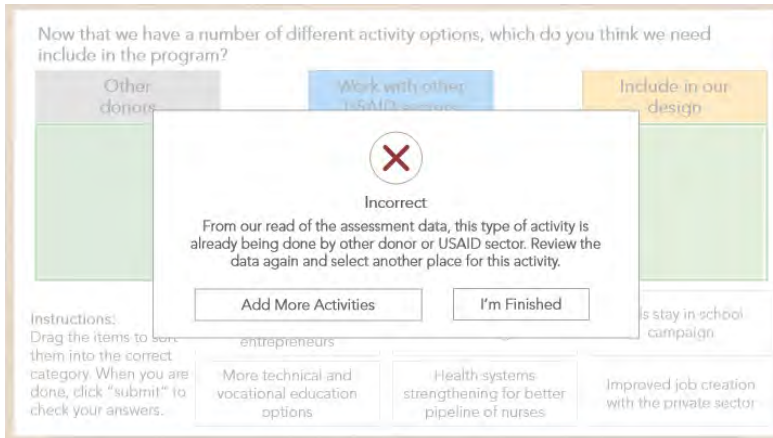 Now that we have a number of different activity options, which do you think we need
include in the program?
Other
donors
Work with other
USAID sectors
Include in our
design
Incorrect
From our read of the assessment data, this type of activity is
already being done by other donor or USAID sector. Review the
data again and select another place for this activity.
Add More Activities
I'm Finished
Instructions:
Drag the items to sort
them into the correct
category. When you are
done, click "submit" to
check your answers.
entrepreneurs
stay in school
campaign
More technical and
vocational education
options
Health systems
strengthening for better
pipeline of nurses
Improved job creation
with the private sector